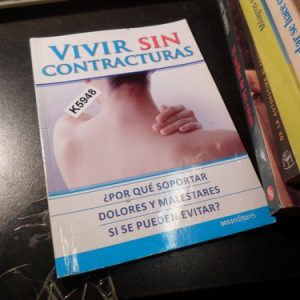 VIVIR SIN
CONTRACTURAS
K5948
¿POR QUÉ SOPORTAR
DOLORES Y MALESTARES
SI SE PUEDEN EVITAR?